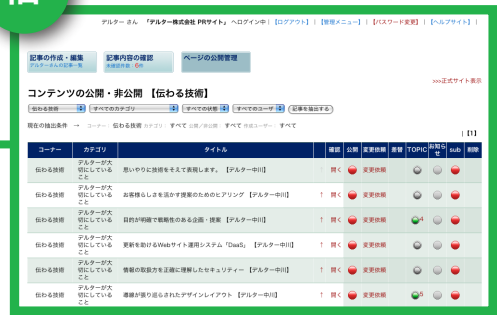 デルター さん 「デルター株式会社 PRサイト」 へログイン中 | 【ログアウト】 | 【管理メニュー】 | 【パスワード変更】 | 【ヘルプサイト】 |
記事の作成・編集
デルターさんの記事一覧
記事内容の確認
未確認件数:6件
ページの公開管理
>>>正式サイト表示
コンテンツの公開・非公開 【伝わる技術】
伝わる技術 すべてのカテゴリ すべての状態 すべてのユーザ 記事を抽出する
現在の抽出条件 → コーナー: 伝わる技術 カテゴリ: すべて 公開/非公開: すべて 作成ユーザー: すべて
| 【1】
コーナー カテゴリ タイトル 確認 公開 変更依頼 差替 TOPIC お知らせ sub 削除
伝わる技術 デルターが大切にしていること 思いやりに技術をそえて表現します。 【デルター中川】 開く 変更依頼
伝わる技術 デルターが大切にしていること お客様らしさを活かす提案のためのヒアリング 【デルター中川】 ↑ 開く 変更依頼
伝わる技術 デルターが大切にしていること 目的が明確で戦略性のある企画・提案 【デルター中川】 ↑ 開く 変更依頼 4
伝わる技術 デルターが大切にしていること 更新を助けるWebサイト運用システム「DaaS」 【デルター中川】 ↑ 開く 変更依頼
伝わる技術 デルターが大切にしていること 情報の取扱方を正確に理解したセキュリティー 【デルター中川】 ↑ 開く 変更依頼
伝わる技術 デルターが大切にしていること 導線が張り巡らされたデザインレイアウト 【デルター中川】 ↑ 開く 変更依頼 5